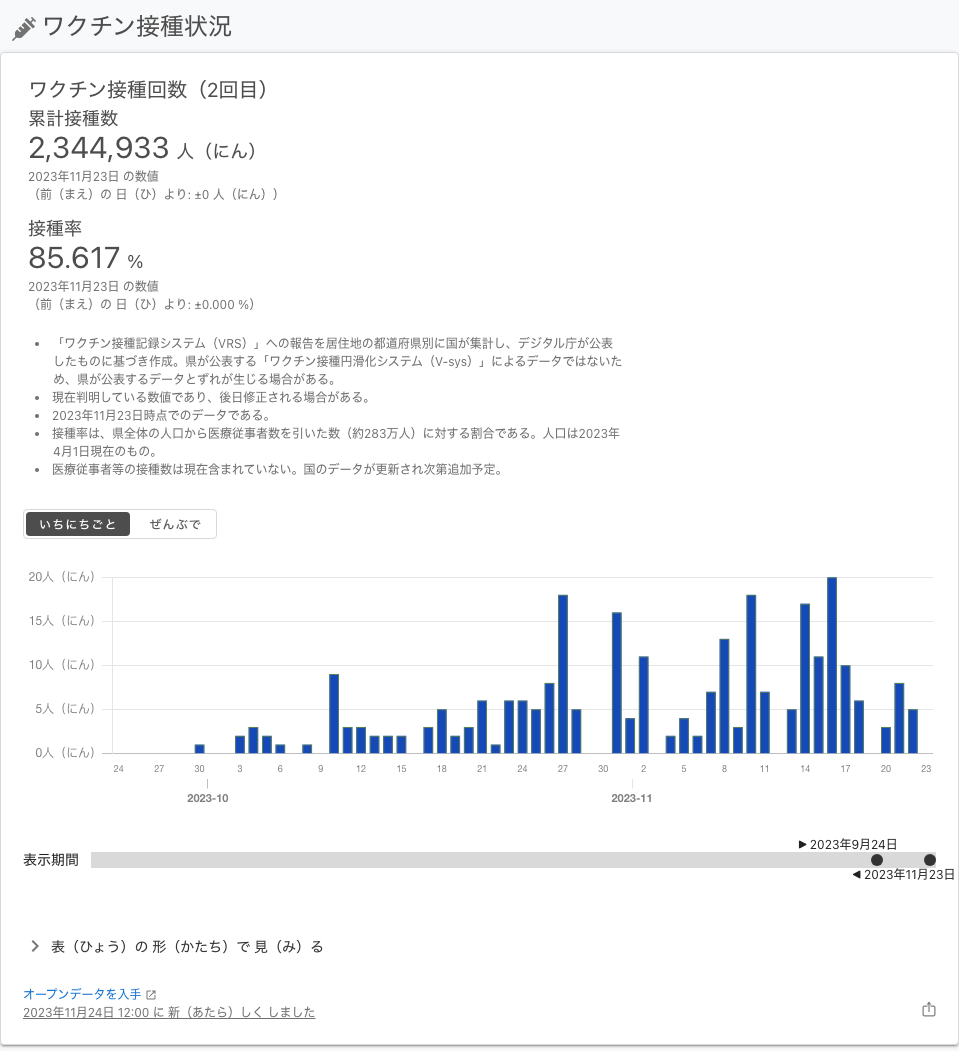 ワクチン接種状況
ワクチン接種回数（2回目）
累計接種数
2,344,933 人（にん）
2023年11月23日 の数値
（前（まえ）の 日（ひ）より: ±0 人（にん））
接種率
85.617 %
2023年11月23日 の数値
（前（まえ）の 日（ひ）より: ±0.000 %）
• 「ワクチン接種記録システム（VRS）」への報告を居住地の都道府県別に国が集計し、デジタル庁が公表
したものに基づき作成。県が公表する「ワクチン接種円滑化システム（V-sys）」によるデータではないた
め、県が公表するデータとずれが生じる場合がある。
• 現在判明している数値であり、後日修正される場合がある。
• 2023年11月23日時点でのデータである。
• 接種率は、県全体の人口から医療従事者数を引いた数（約283万人）に対する割合である。人口は2023年
4月1日現在のもの。
• 医療従事者等の接種数は現在含まれていない。国のデータが更新され次第追加予定。
いちにちごと ぜんぶで
20人（にん）
15人（にん）
10人（にん）
5人（にん）
0人（にん）
24 27 30 3 6 9 12 15 18 21 24 27 30 2 5 8 11 14 17 20 23
2023-10 2023-11
▶ 2023年9月24日
表示期間
◀ 2023年11月23日
表（ひょう）の 形（かたち）で 見（み）る
オープンデータを入手
2023年11月24日 12:00 に 新（あたら）しく しました